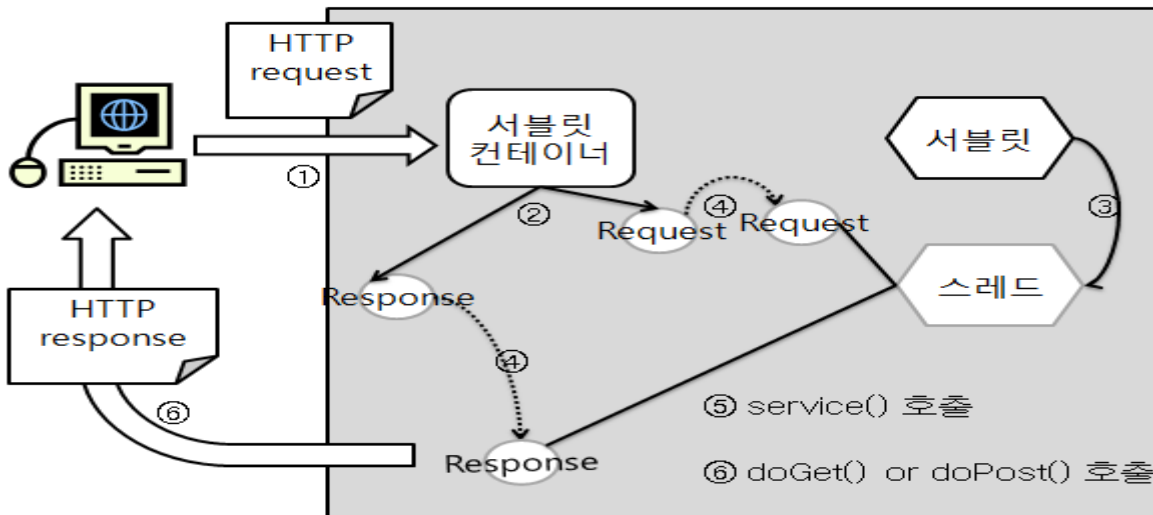 HTTP
request
서블릿
컨테이너
서블릿
①
②
④
③
Request
Request
Response
스레드
HTTP
response
④
⑥
⑤ service() 호출
Response
⑥ doGet() or doPost() 호출